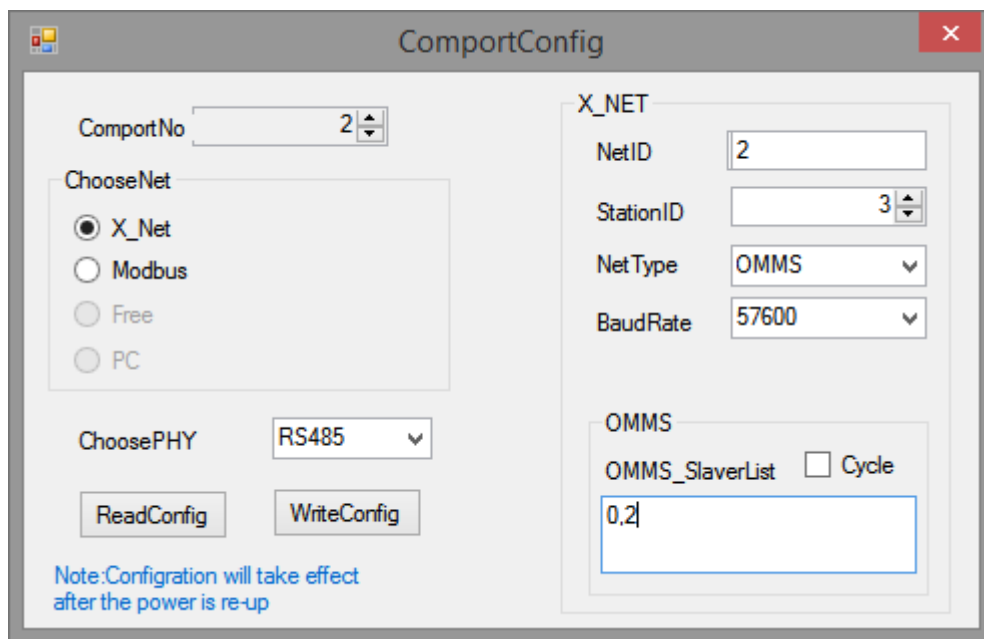 ComportConfig
ComportNo 2
ChooseNet
X_Net
Modbus
Free
PC
ChoosePHY RS485
ReadConfig WriteConfig
Note:Configration will take effect
after the power is re-up
X_NET
NetID 2
StationID 3
NetType OMMS
BaudRate 57600
OMMS
OMMS_SlaverList Cycle
0,2